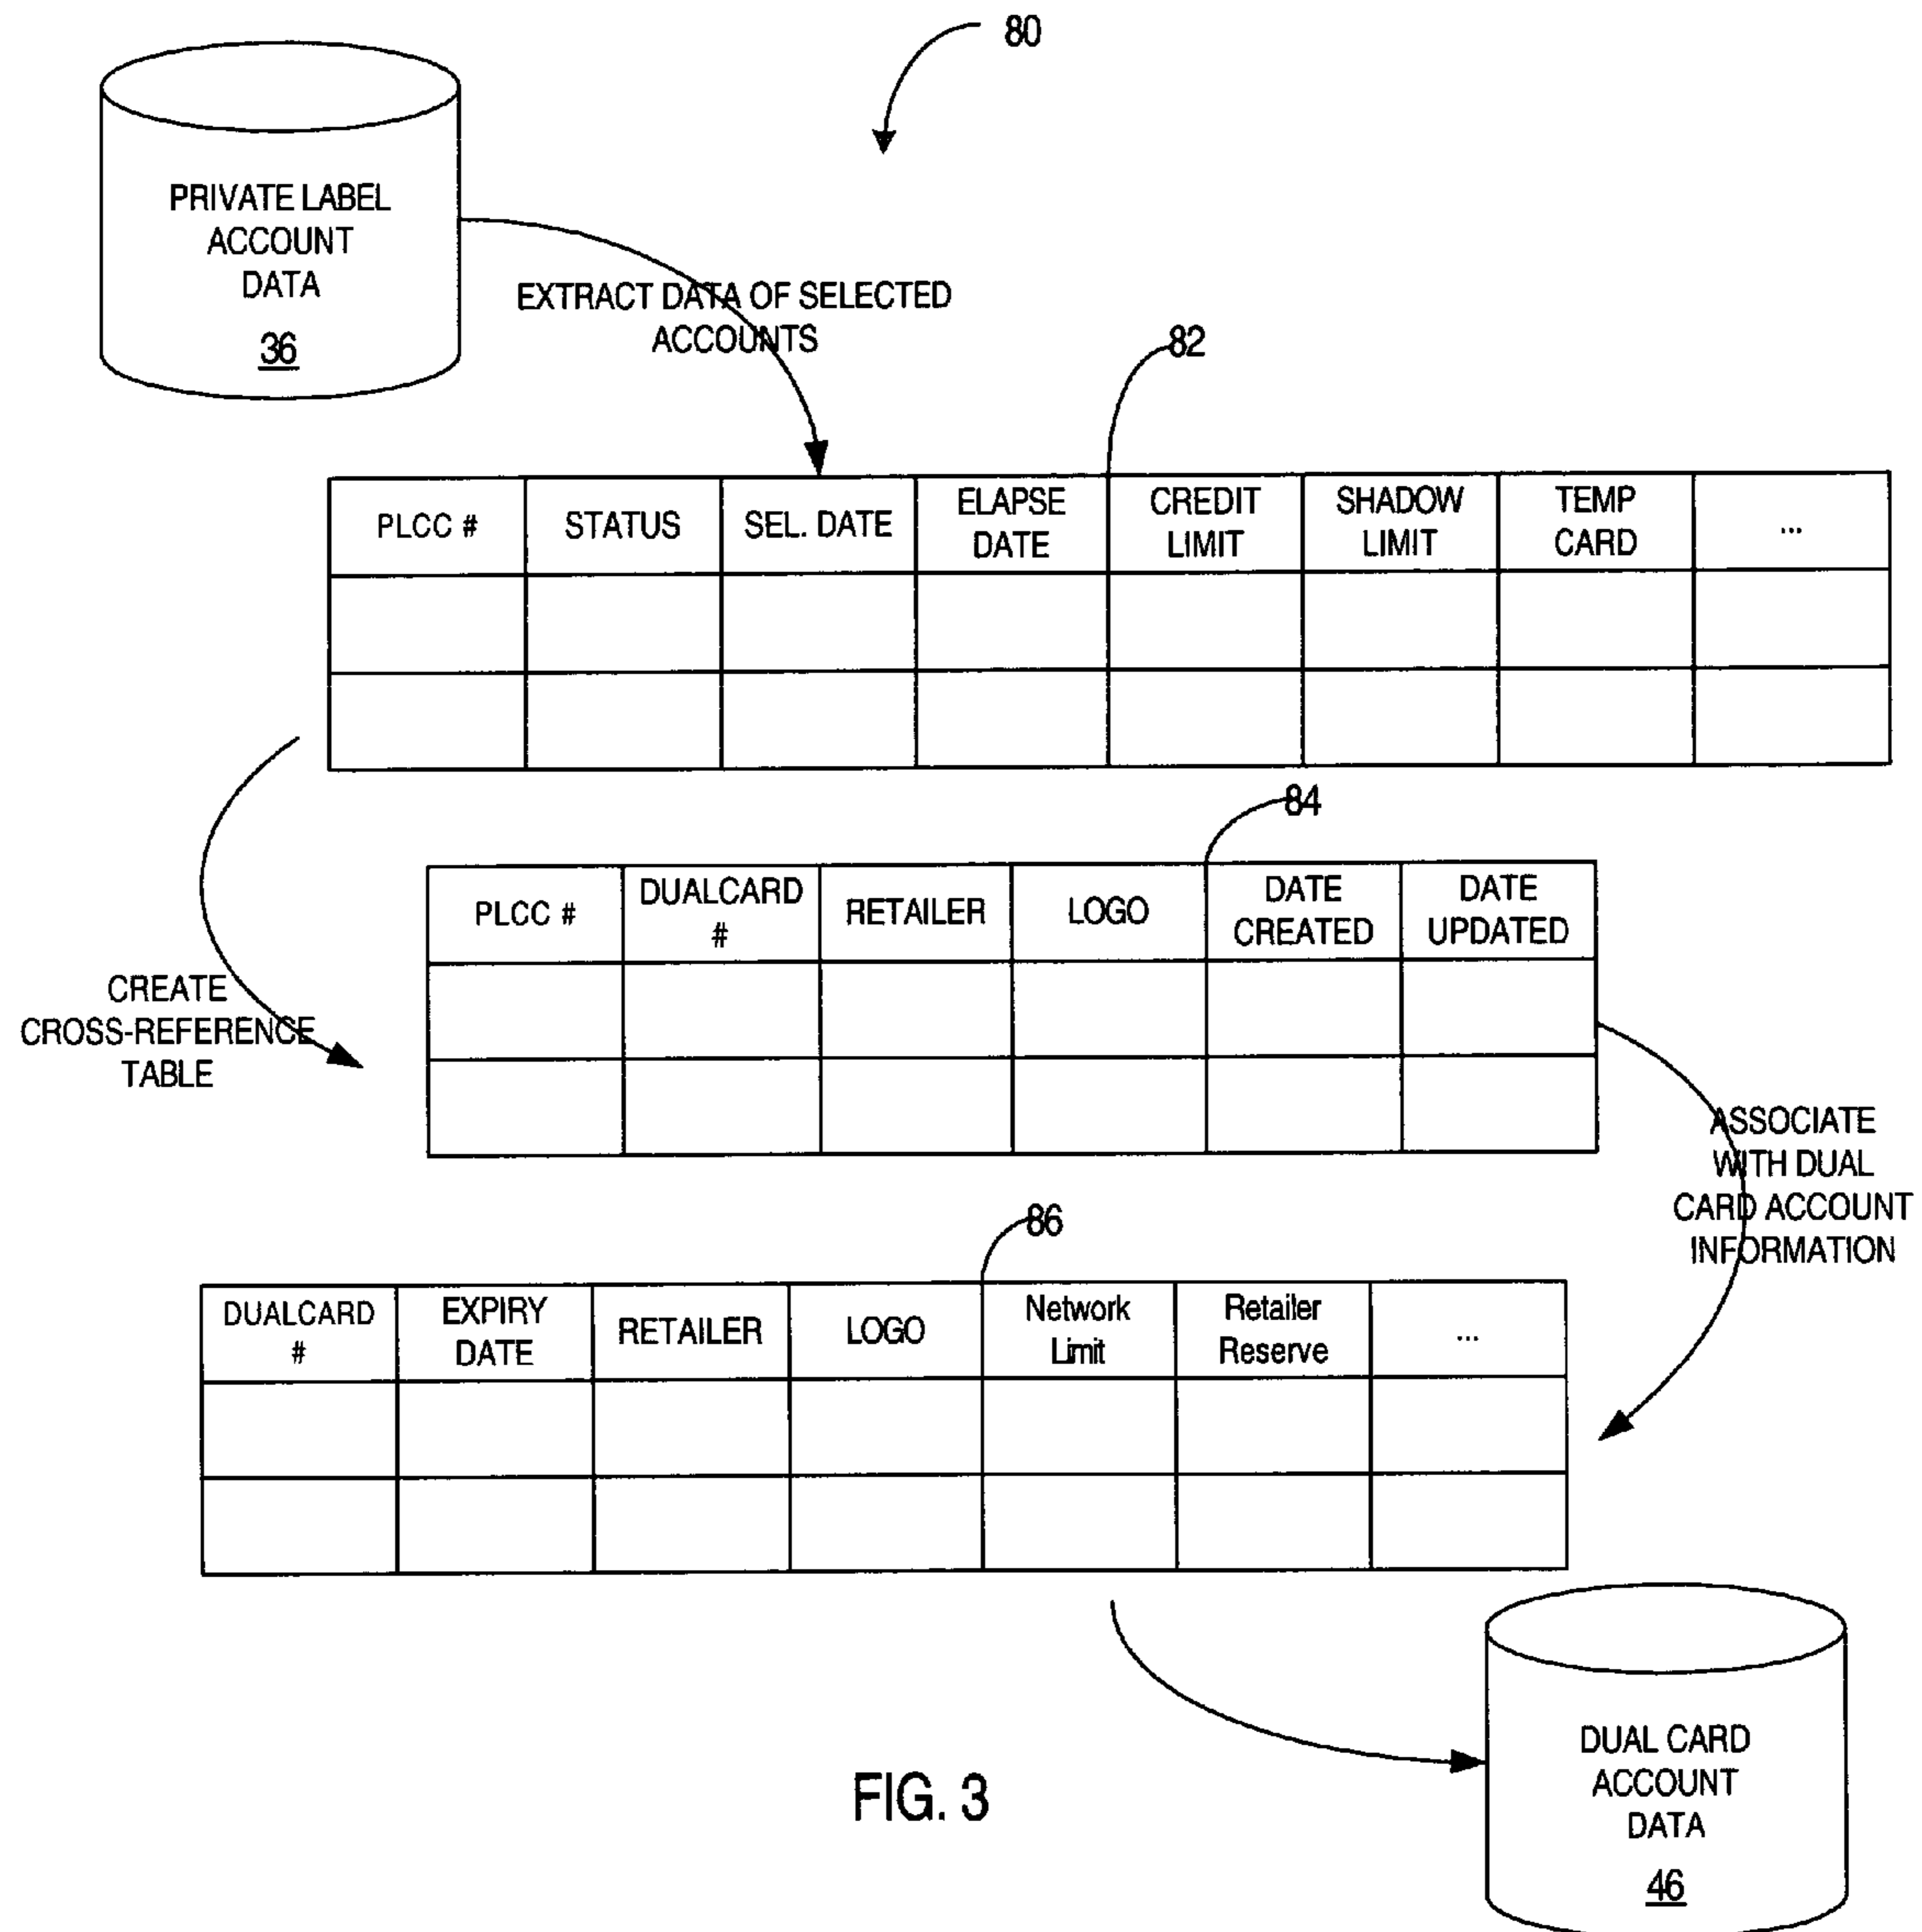 80
PRIVATE LABEL
ACCOUNT
DATA
36
EXTRACT DATA OF SELECTED
ACCOUNTS
82
PLCC # STATUS SEL. DATE ELAPSE DATE CREDIT LIMIT SHADOW LIMIT TEMP CARD ...
84
PLCC # DUALCARD # RETAILER LOGO DATE CREATED DATE UPDATED
CREATE
CROSS-REFERENCE
TABLE
ASSOCIATE
WITH DUAL
CARD ACCOUNT
INFORMATION
86
DUALCARD # EXPIRY DATE RETAILER LOGO Network Limit Retailer Reserve ...
DUAL CARD
ACCOUNT
DATA
46
FIG. 3